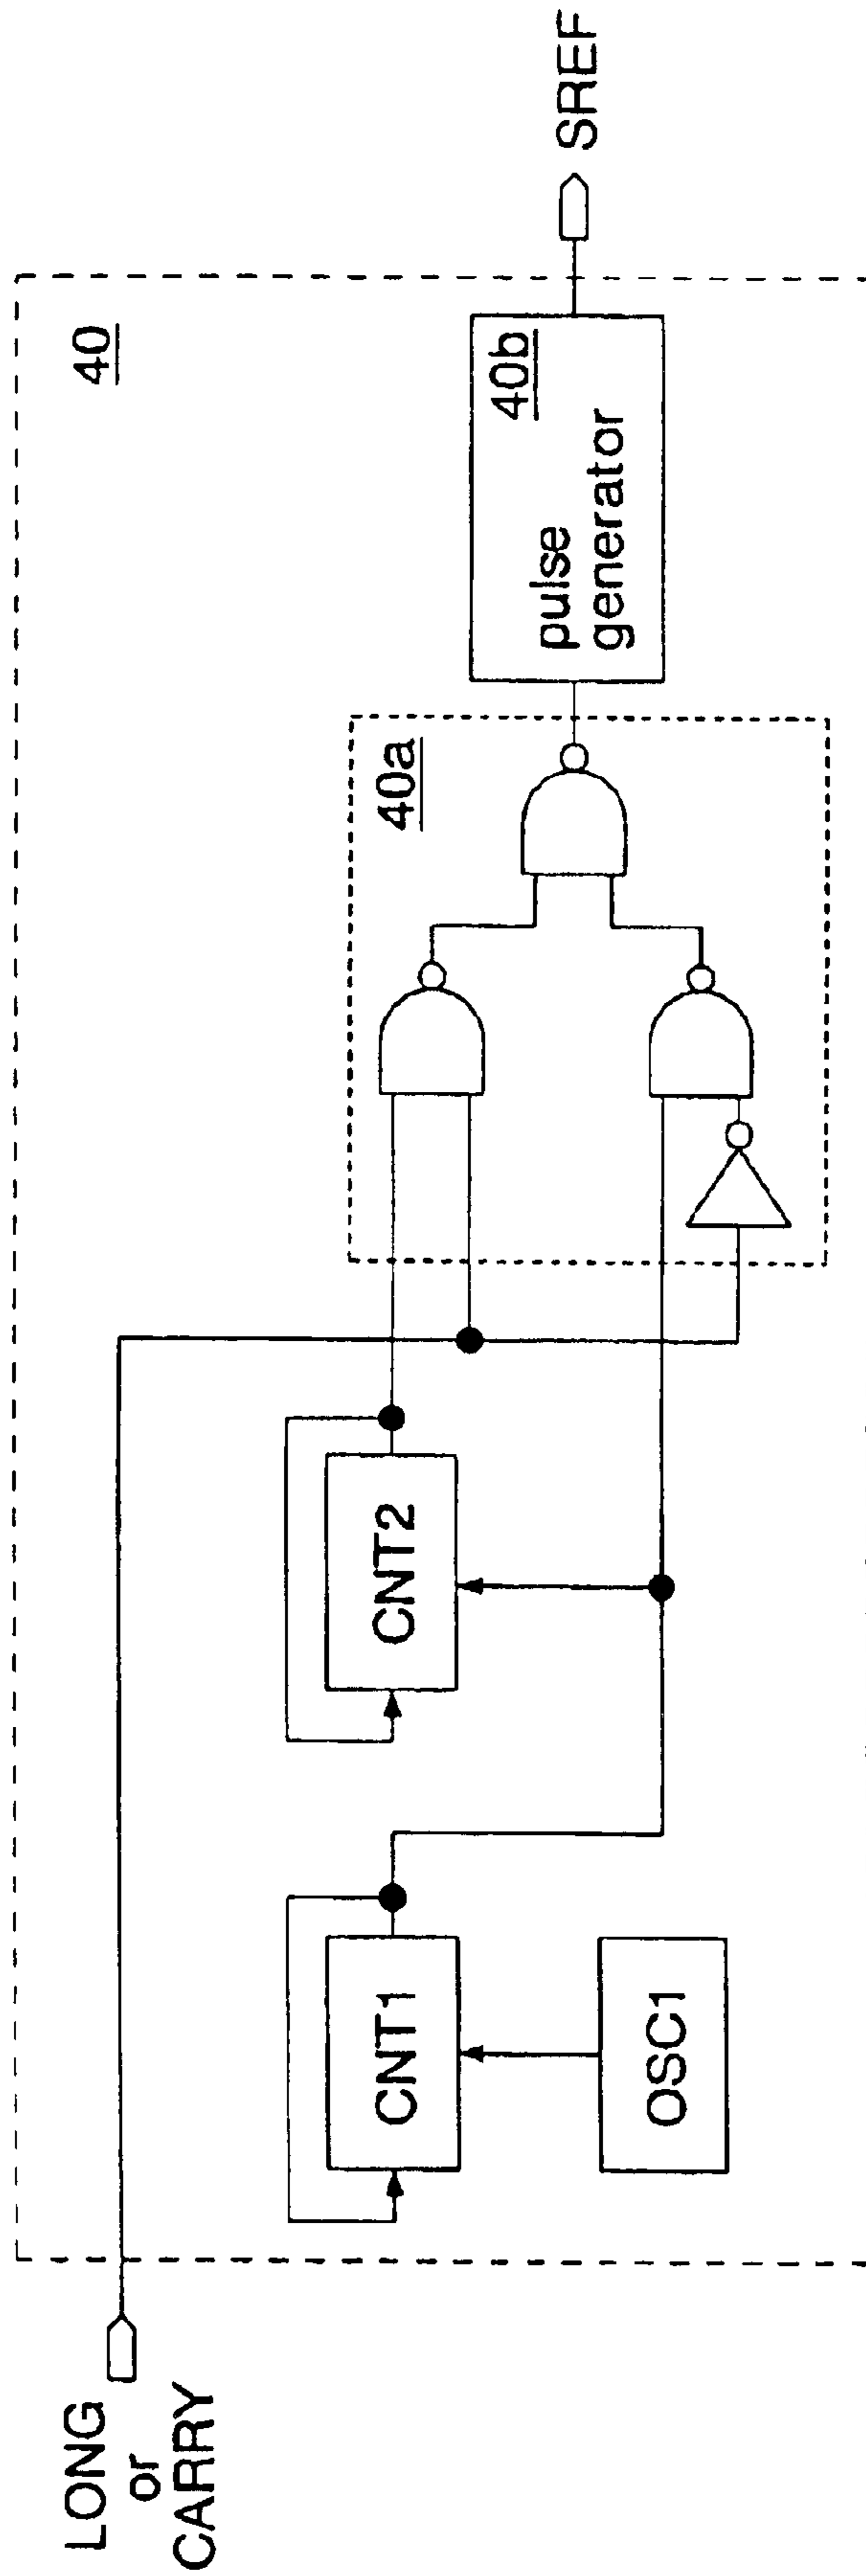 LONG
or
CARRY
40
CNT1
OSC1
CNT2
40a
40b
pulse
generator
SREF